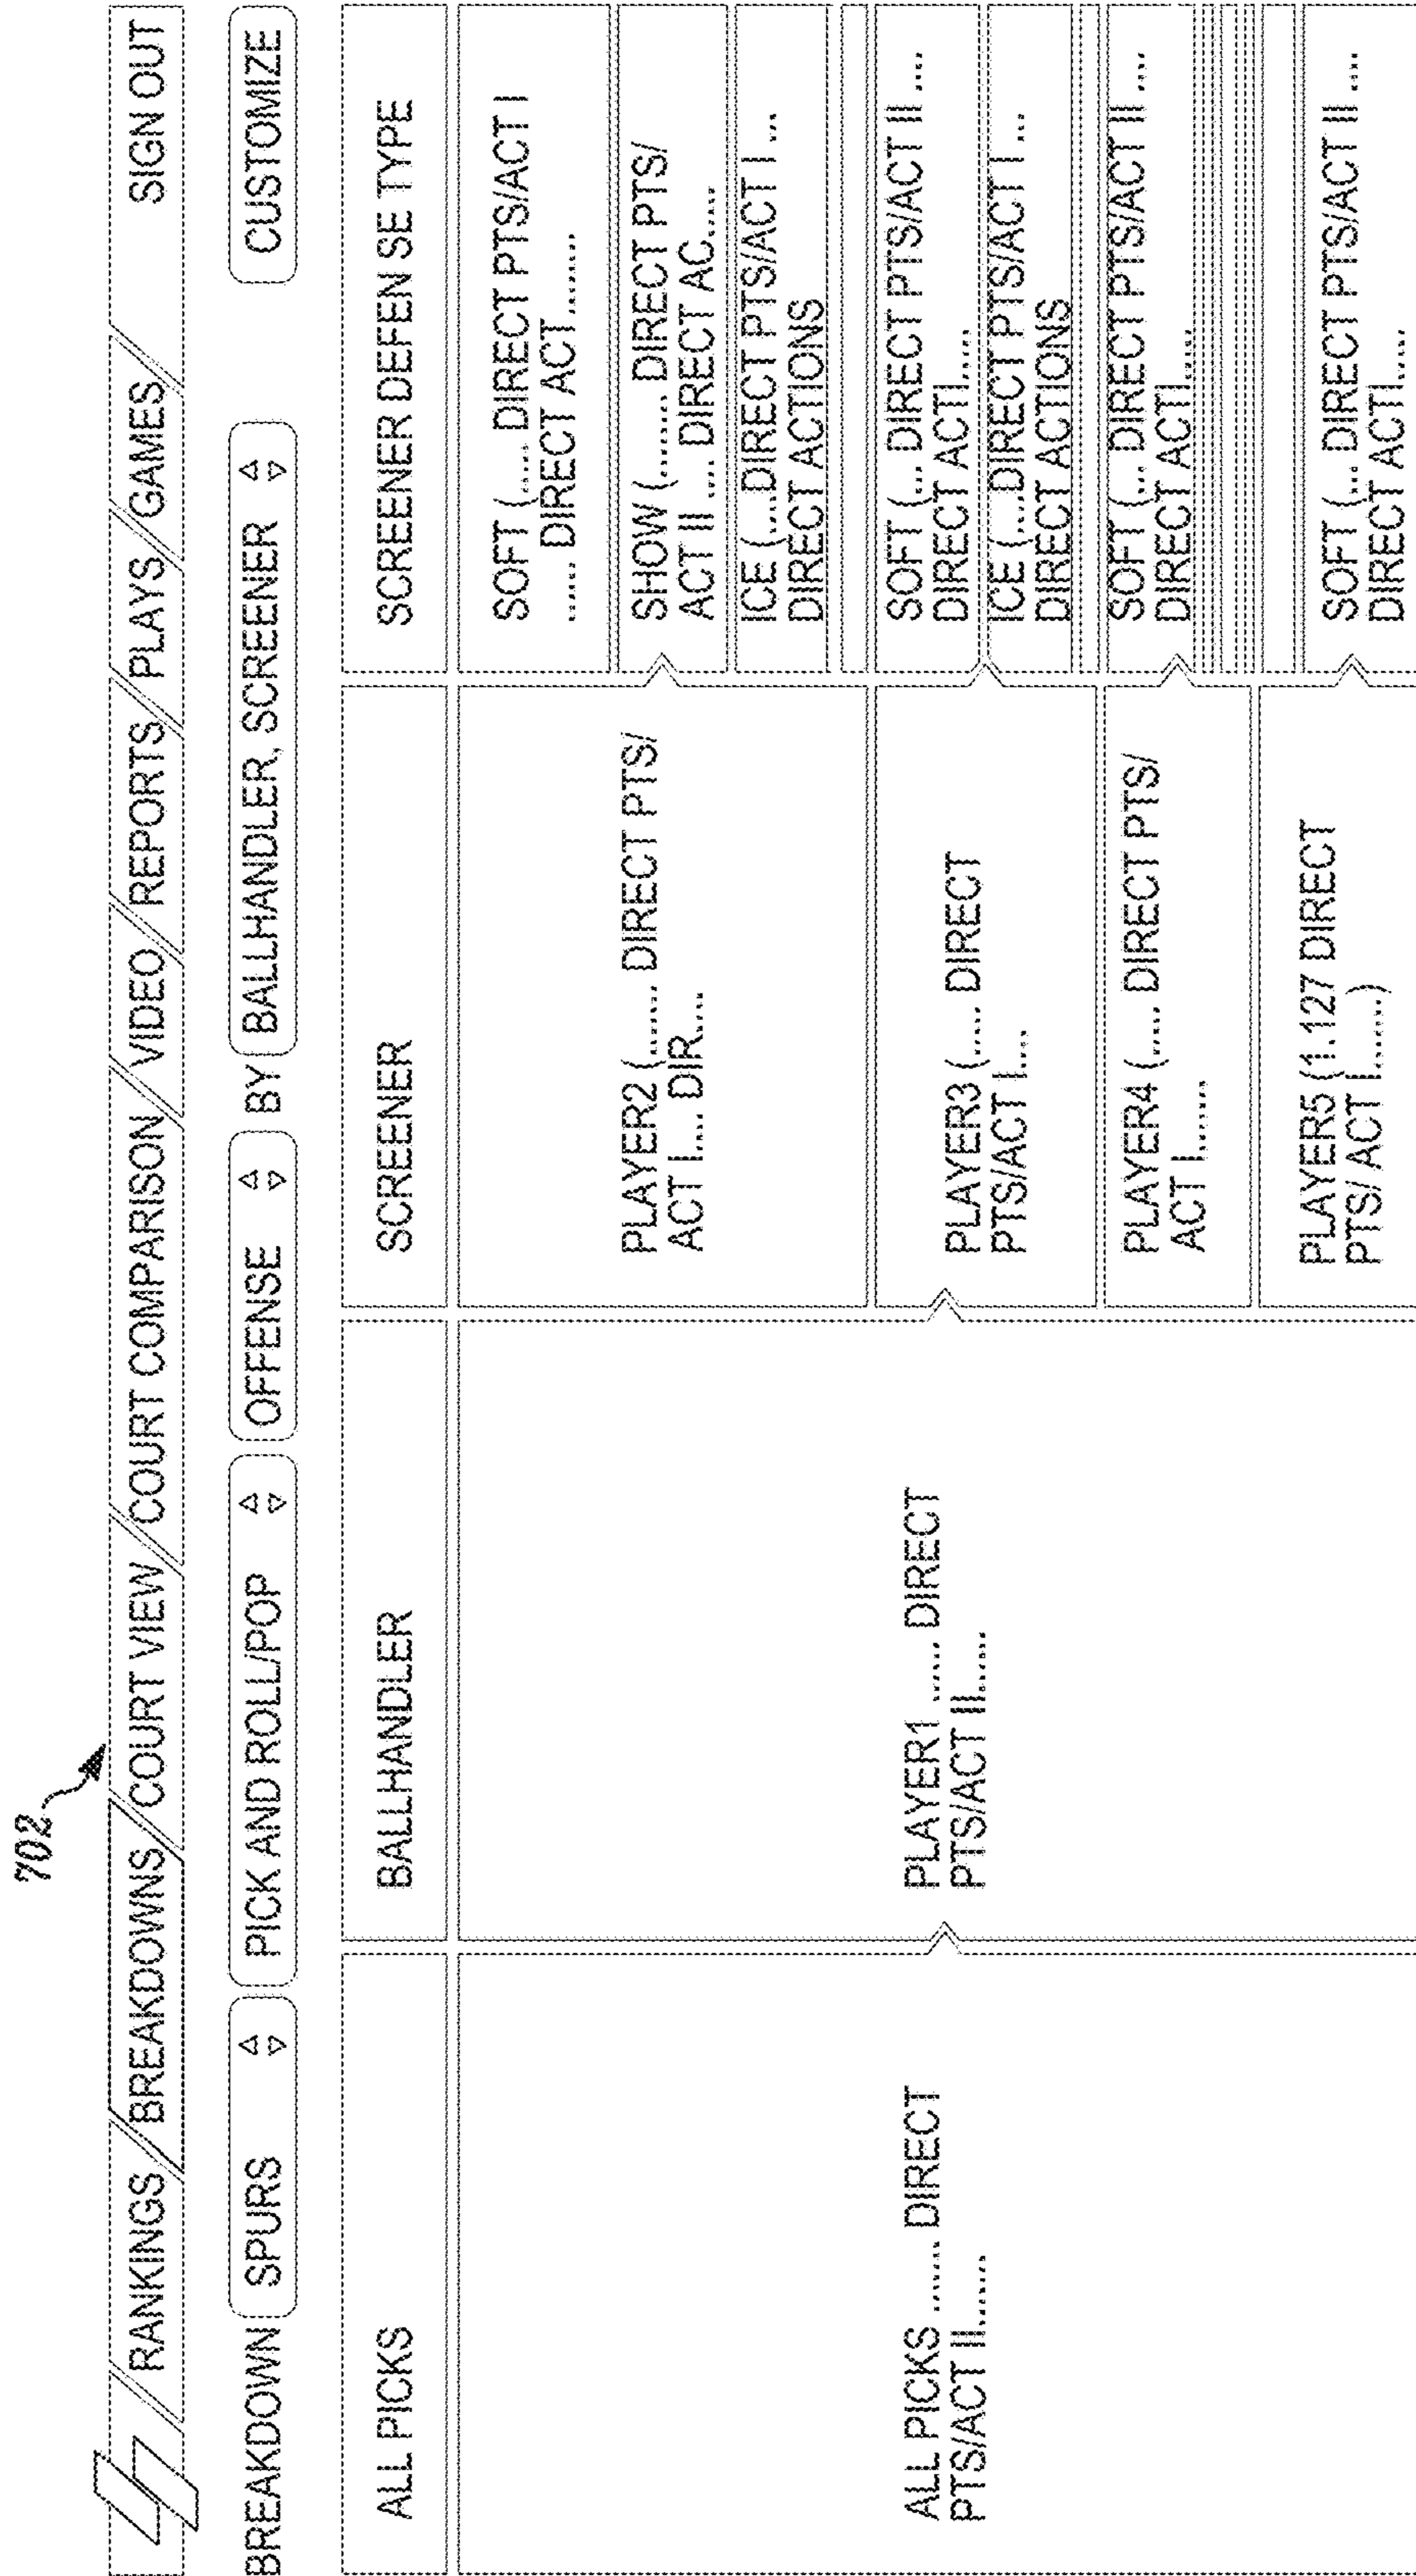 702
RANKINGS BREAKDOWNS COURT VIEW COURT COMPARISON VIDEO REPORTS PLAYS GAMES SIGN OUT
BREAKDOWN SPURS PICK AND ROLL/POP OFFENSE BY BALLHANDLER, SCREENER CUSTOMIZE
ALL PICKS
BALLHANDLER
SCREENER
SCREENER DEFEN SE TYPE
ALL PICKS ....... DIRECT
PTS/ACT II.......
PLAYER1 ...... DIRECT
PTS/ACT II......
PLAYER2 (....... DIRECT PTS/
ACT I.... DIR....
PLAYER3 (..... DIRECT
PTS/ACT I....
PLAYER4 (..... DIRECT PTS/
ACT I......
PLAYER5 (1.127 DIRECT
PTS/ ACT I.......)
SOFT (..... DIRECT PTS/ACT I
...... DIRECT ACT........
SHOW (........ DIRECT PTS/
ACT II .... DIRECT AC.....
ICE (.....DIRECT PTS/ACT I ...
DIRECT ACTIONS
SOFT (... DIRECT PTS/ACT II ....
DIRECT ACTI.....
ICE (.....DIRECT PTS/ACT I ...
DIRECT ACTIONS
SOFT (... DIRECT PTS/ACT II ....
DIRECT ACTI.....
SOFT (... DIRECT PTS/ACT II ....
DIRECT ACTI.....